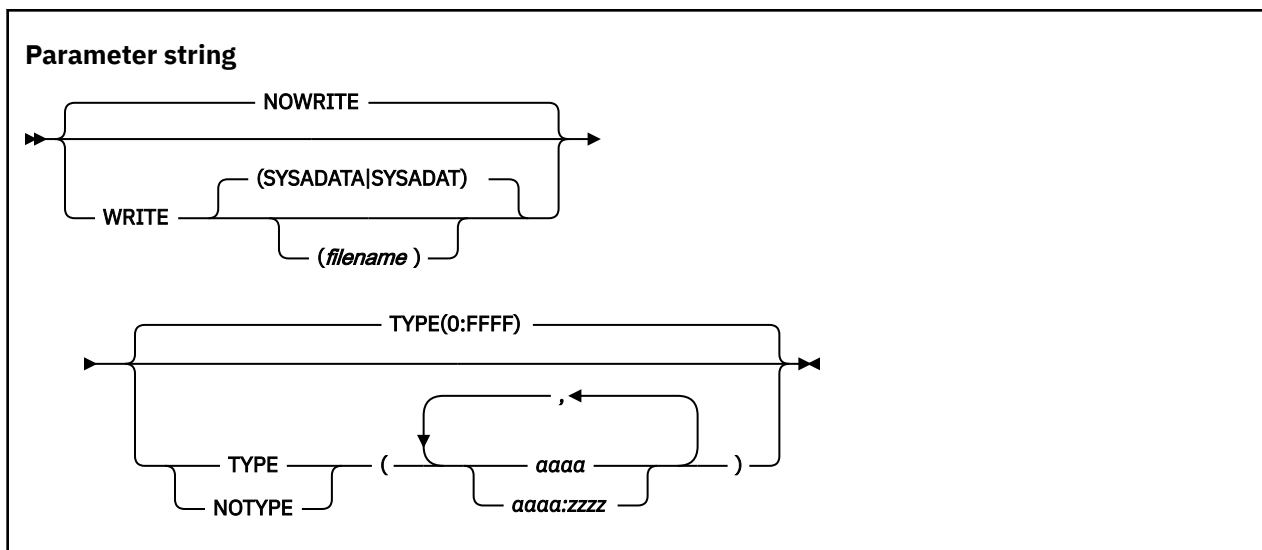 Parameter string
NOWRITE
(SYSADATA|SYSADAT)
WRITE
(filename )
TYPE(0:FFFF)
,
TYPE ( aaaa )
NOTYPE aaaa:zzzz